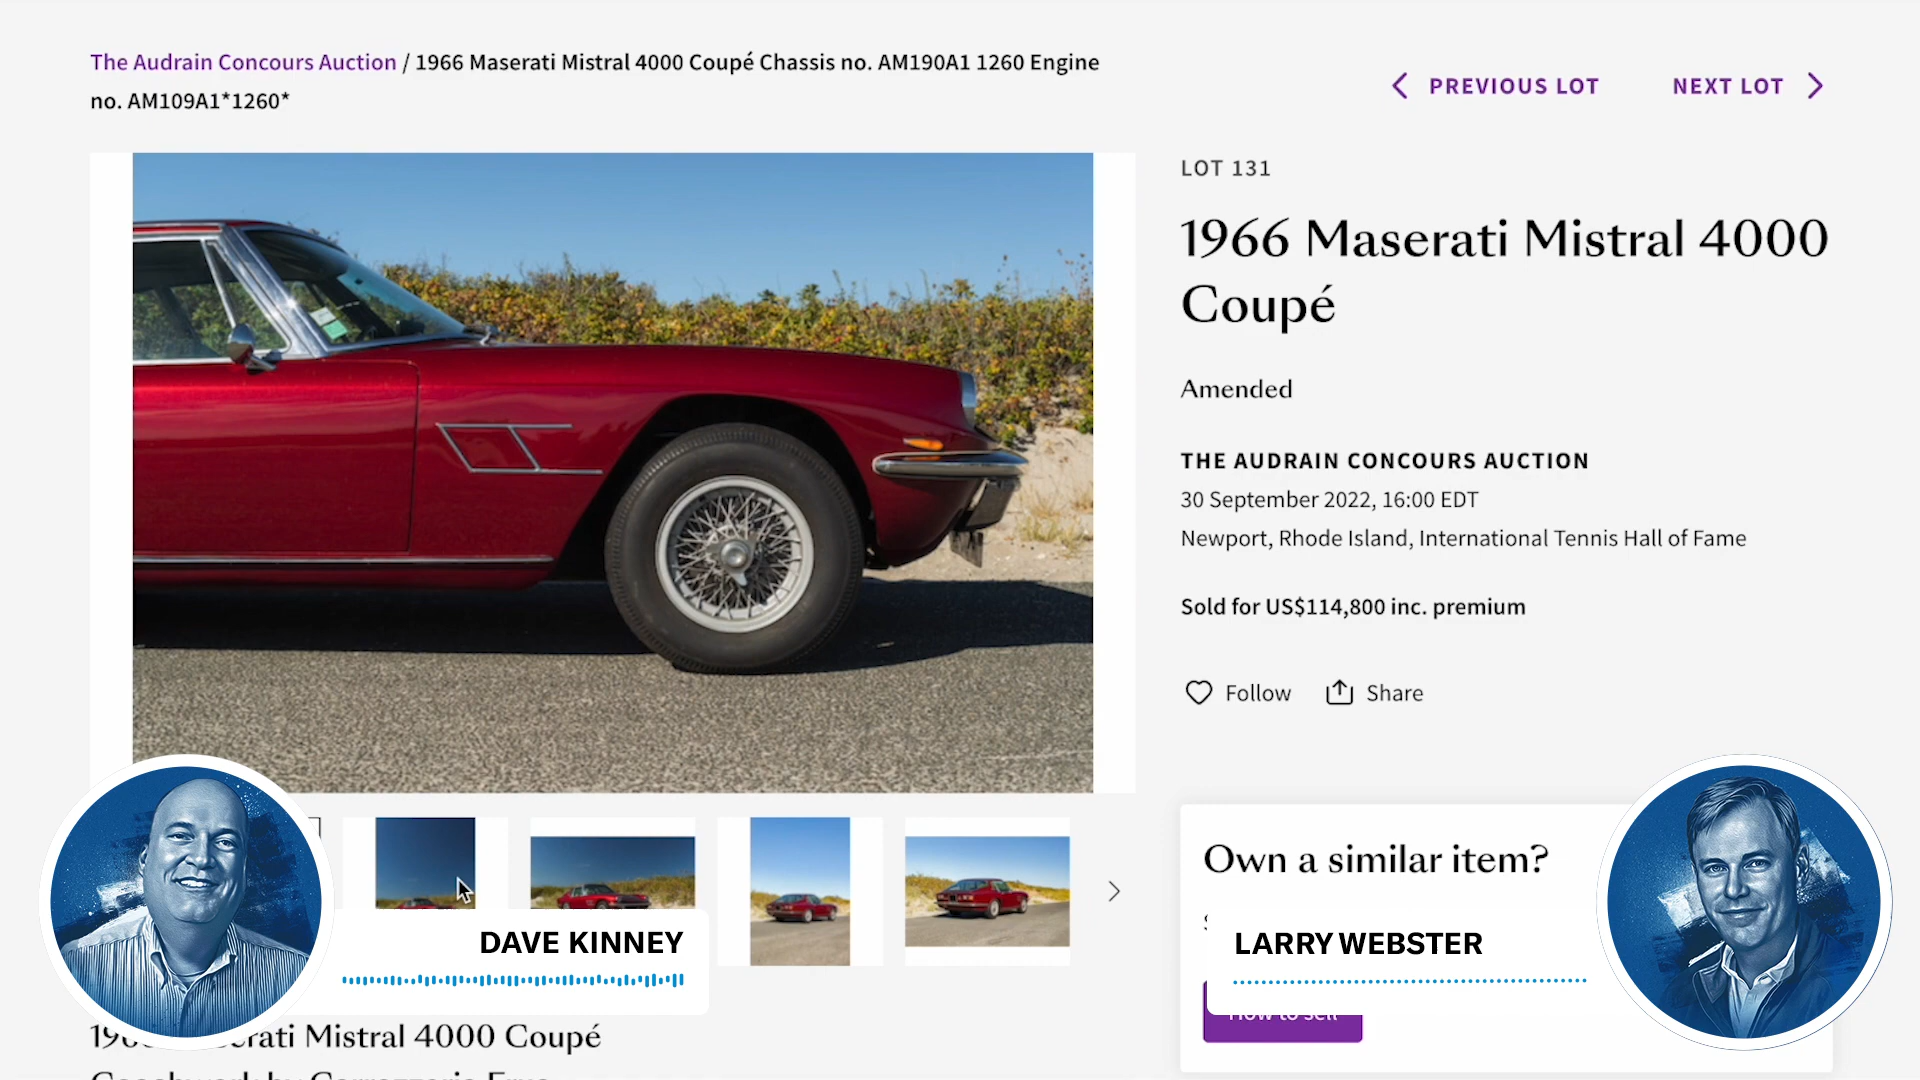 The Audrain Concours Auction / 1966 Maserati Mistral 4000 Coupé Chassis no. AM190A1 1260 Engine
no. AM109A1*1260*
PREVIOUS LOT
NEXT LOT
LOT 131
1966 Maserati Mistral 4000
Coupé
Amended
THE AUDRAIN CONCOURS AUCTION
30 September 2022, 16:00 EDT
Newport, Rhode Island, International Tennis Hall of Fame
Sold for US$114,800 inc. premium
Follow
Share
Own a similar item?
DAVE KINNEY
LARRY WEBSTER
How to sell
Mistral 4000 Coupé